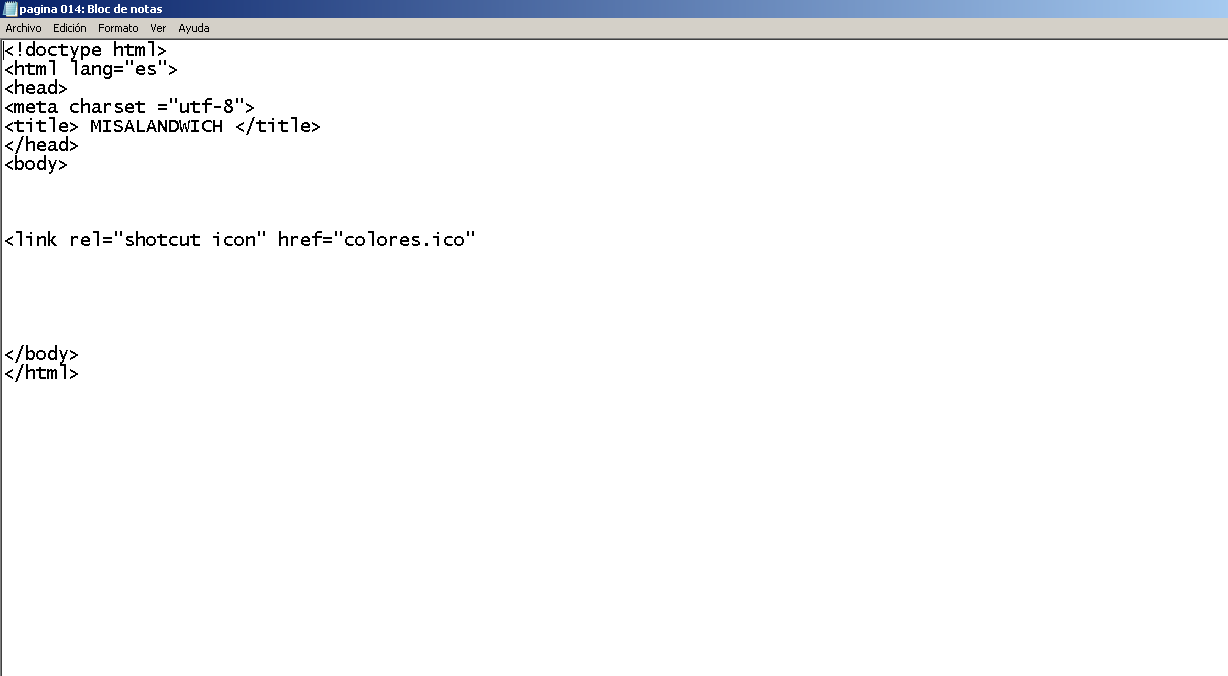 pagina 014: Bloc de notas
Archivo Edición Formato Ver Ayuda
<!doctype html>
<html lang="es">
<head>
<meta charset ="utf-8">
<title> MISALANDWICH </title>
</head>
<body>
<link rel="shotcut icon" href="colores.ico"
</body>
</html>